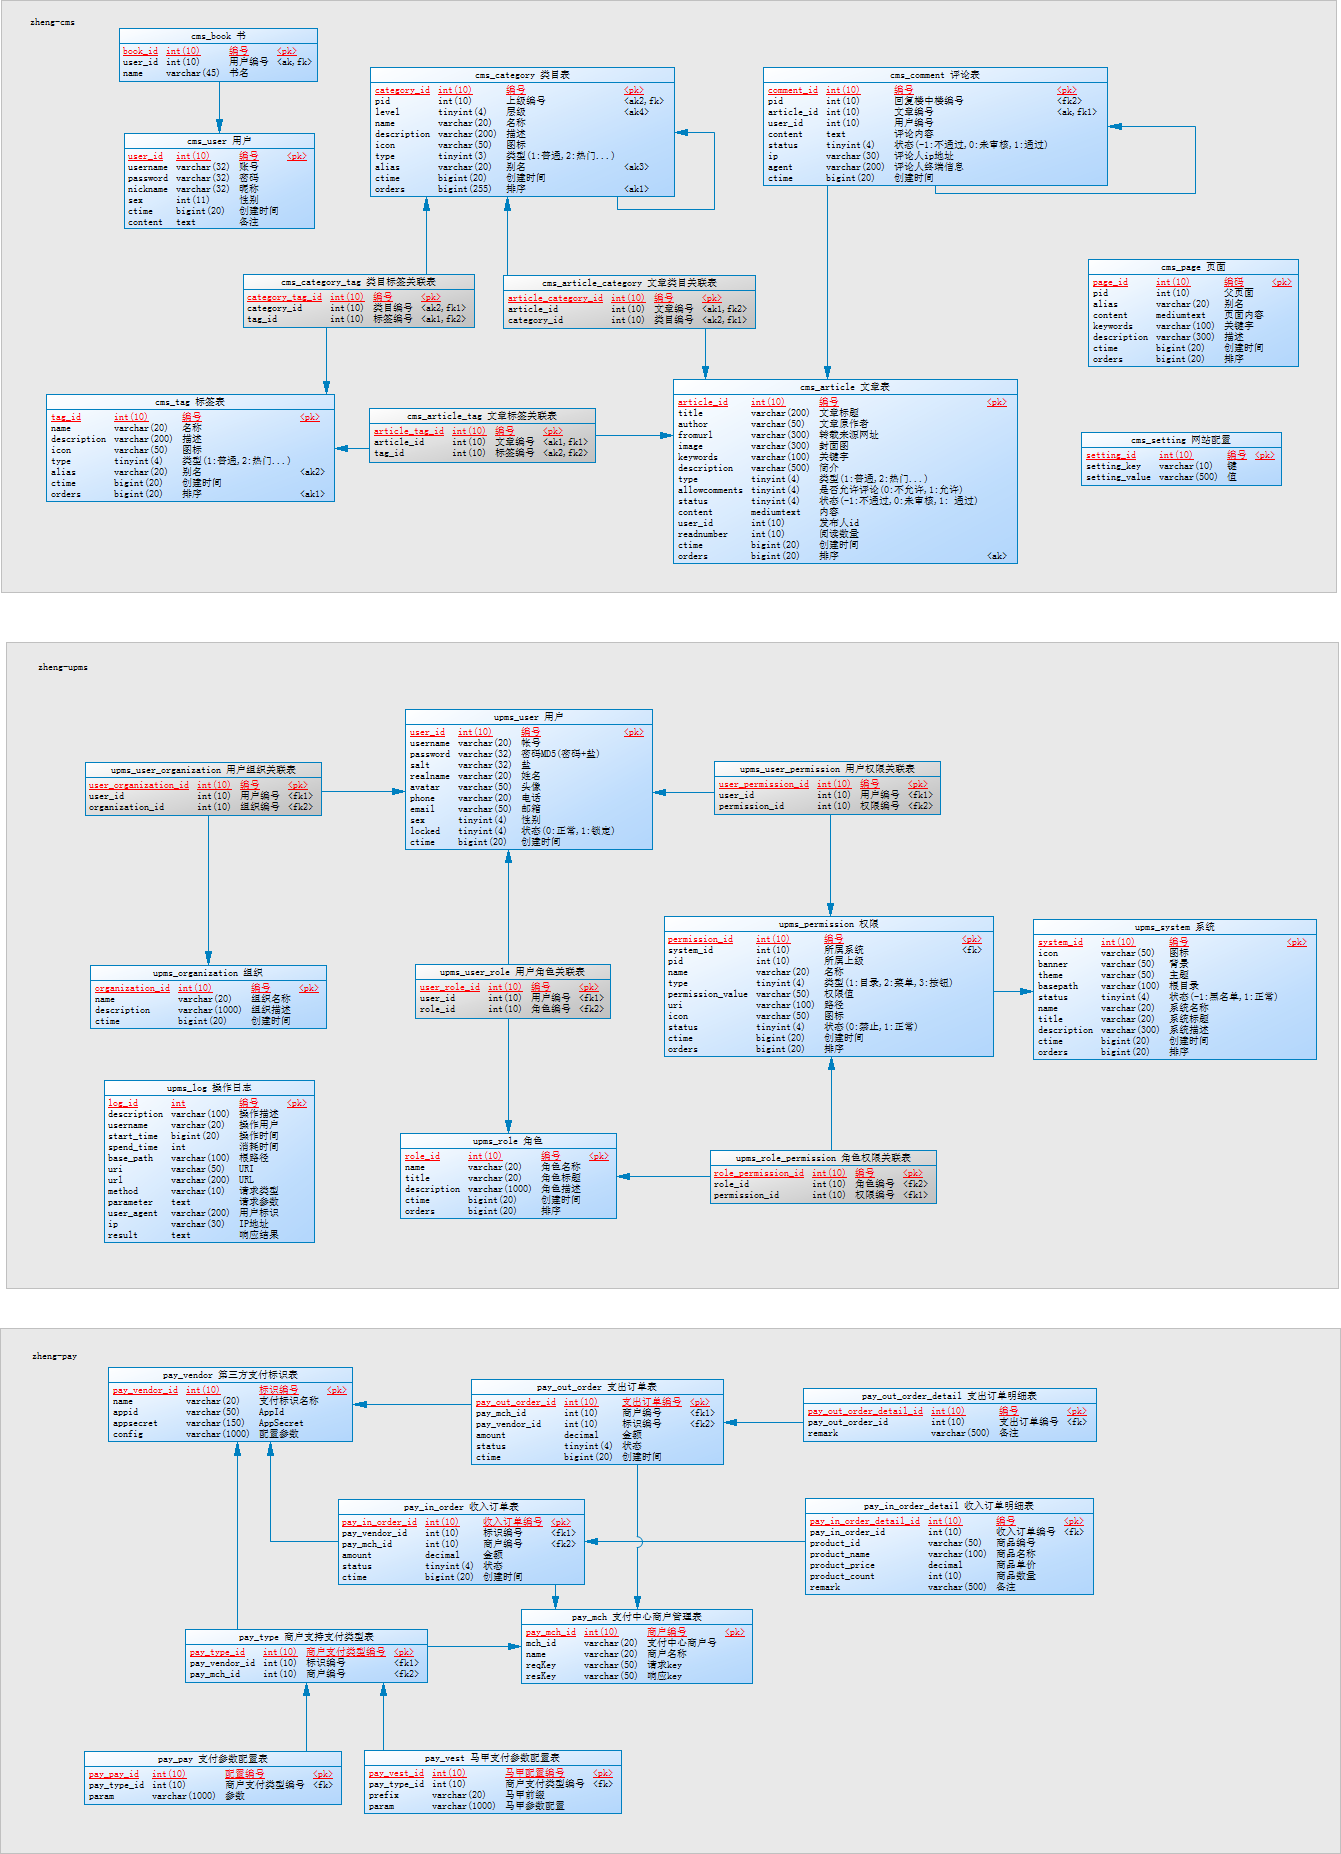 zheng-cms
cms_book 书
book_id int(10) 编号 <pk>
user_id int(10) 用户编号 <ak,fk>
name varchar(45) 书名
cms_user 用户
user_id int(10) 编号 <pk>
username varchar(32) 账号
password varchar(32) 密码
nickname varchar(32) 昵称
sex int(11) 性别
ctime bigint(20) 创建时间
content text 备注
cms_category 类目表
category_id int(10) 编号 <pk>
pid int(10) 上级编号 <ak2,fk>
level tinyint(4) 层级 <ak4>
name varchar(20) 名称
description varchar(200) 描述
icon varchar(50) 图标
type tinyint(3) 类型(1:普通,2:热门...)
alias varchar(20) 别名 <ak3>
ctime bigint(20) 创建时间
orders bigint(255) 排序 <ak1>
cms_comment 评论表
comment_id int(10) 编号 <pk>
pid int(10) 回复楼中楼编号 <fk2>
article_id int(10) 文章编号 <ak,fk1>
user_id int(10) 用户编号
content text 评论内容
status tinyint(4) 状态(-1:不通过,0:未审核,1:通过)
ip varchar(30) 评论人ip地址
agent varchar(200) 评论人终端信息
ctime bigint(20) 创建时间
cms_category_tag 类目标签关联表
category_tag_id int(10) 编号 <pk>
category_id int(10) 类目编号 <ak2,fk1>
tag_id int(10) 标签编号 <ak1,fk2>
cms_article_category 文章类目关联表
article_category_id int(10) 编号 <pk>
article_id int(10) 文章编号 <ak1,fk2>
category_id int(10) 类目编号 <ak2,fk1>
cms_page 页面
page_id int(10) 编码 <pk>
pid int(10) 父页面
alias varchar(20) 别名
content mediumtext 页面内容
keywords varchar(100) 关键字
description varchar(300) 描述
ctime bigint(20) 创建时间
orders bigint(20) 排序
cms_tag 标签表
tag_id int(10) 编号 <pk>
name varchar(20) 名称
description varchar(200) 描述
icon varchar(50) 图标
type tinyint(4) 类型(1:普通,2:热门...)
alias varchar(20) 别名 <ak2>
ctime bigint(20) 创建时间
orders bigint(20) 排序 <ak1>
cms_article_tag 文章标签关联表
article_tag_id int(10) 编号 <pk>
article_id int(10) 文章编号 <ak1,fk1>
tag_id int(10) 标签编号 <ak2,fk2>
cms_article 文章表
article_id int(10) 编号 <pk>
title varchar(200) 文章标题
author varchar(50) 文章原作者
fromurl varchar(300) 转载来源网址
image varchar(300) 封面图
keywords varchar(100) 关键字
description varchar(500) 简介
type tinyint(4) 类型(1:普通,2:热门...)
allowcomments tinyint(4) 是否允许评论(0:不允许,1:允许)
status tinyint(4) 状态(-1:不通过,0:未审核,1: 通过)
content mediumtext 内容
user_id int(10) 发布人id
readnumber int(10) 阅读数量
ctime bigint(20) 创建时间
orders bigint(20) 排序 <ak>
cms_setting 网站配置
setting_id int(10) 编号 <pk>
setting_key varchar(10) 键
setting_value varchar(500) 值
zheng-upms
upms_user 用户
user_id int(10) 编号 <pk>
username varchar(20) 帐号
password varchar(32) 密码MD5(密码+盐)
salt varchar(32) 盐
realname varchar(20) 姓名
avatar varchar(50) 头像
phone varchar(20) 电话
email varchar(50) 邮箱
sex tinyint(4) 性别
locked tinyint(4) 状态(0:正常,1:锁定)
ctime bigint(20) 创建时间
upms_user_organization 用户组织关联表
user_organization_id int(10) 编号 <pk>
user_id int(10) 用户编号 <fk1>
organization_id int(10) 组织编号 <fk2>
upms_user_permission 用户权限关联表
user_permission_id int(10) 编号 <pk>
user_id int(10) 用户编号 <fk1>
permission_id int(10) 权限编号 <fk2>
upms_organization 组织
organization_id int(10) 编号 <pk>
name varchar(20) 组织名称
description varchar(1000) 组织描述
ctime bigint(20) 创建时间
upms_user_role 用户角色关联表
user_role_id int(10) 编号 <pk>
user_id int(10) 用户编号 <fk1>
role_id int(10) 角色编号 <fk2>
upms_permission 权限
permission_id int(10) 编号 <pk>
system_id int(10) 所属系统 <fk>
pid int(10) 所属上级
name varchar(20) 名称
type tinyint(4) 类型(1:目录,2:菜单,3:按钮)
permission_value varchar(50) 权限值
uri varchar(100) 路径
icon varchar(50) 图标
status tinyint(4) 状态(0:禁止,1:正常)
ctime bigint(20) 创建时间
orders bigint(20) 排序
upms_system 系统
system_id int(10) 编号 <pk>
icon varchar(50) 图标
banner varchar(50) 背景
theme varchar(50) 主题
basepath varchar(100) 根目录
status tinyint(4) 状态(-1:黑名单,1:正常)
name varchar(20) 系统名称
title varchar(20) 系统标题
description varchar(300) 系统描述
ctime bigint(20) 创建时间
orders bigint(20) 排序
upms_log 操作日志
log_id int 编号 <pk>
description varchar(100) 操作描述
username varchar(20) 操作用户
start_time bigint(20) 操作时间
spend_time int 消耗时间
base_path varchar(100) 根路径
uri varchar(50) URI
url varchar(200) URL
method varchar(10) 请求类型
parameter text 请求参数
user_agent varchar(200) 用户标识
ip varchar(30) IP地址
result text 响应结果
upms_role 角色
role_id int(10) 编号 <pk>
name varchar(20) 角色名称
title varchar(20) 角色标题
description varchar(1000) 角色描述
ctime bigint(20) 创建时间
orders bigint(20) 排序
upms_role_permission 角色权限关联表
role_permission_id int(10) 编号 <pk>
role_id int(10) 角色编号 <fk2>
permission_id int(10) 权限编号 <fk1>
zheng-pay
pay_vendor 第三方支付标识表
pay_vendor_id int(10) 标识编号 <pk>
name varchar(20) 支付标识名称
appid varchar(50) AppId
appsecret varchar(150) AppSecret
config varchar(1000) 配置参数
pay_out_order 支出订单表
pay_out_order_id int(10) 支出订单编号 <pk>
pay_mch_id int(10) 商户编号 <fk1>
pay_vendor_id int(10) 标识编号 <fk2>
amount decimal 金额
status tinyint(4) 状态
ctime bigint(20) 创建时间
pay_out_order_detail 支出订单明细表
pay_out_order_detail_id int(10) 编号 <pk>
pay_out_order_id int(10) 支出订单编号 <fk>
remark varchar(500) 备注
pay_in_order 收入订单表
pay_in_order_id int(10) 收入订单编号 <pk>
pay_vendor_id int(10) 标识编号 <fk1>
pay_mch_id int(10) 商户编号 <fk2>
amount decimal 金额
status tinyint(4) 状态
ctime bigint(20) 创建时间
pay_in_order_detail 收入订单明细表
pay_in_order_detail_id int(10) 编号 <pk>
pay_in_order_id int(10) 收入订单编号 <fk>
product_id varchar(50) 商品编号
product_name varchar(100) 商品名称
product_price decimal 商品单价
product_count int(10) 商品数量
remark varchar(500) 备注
pay_mch 支付中心商户管理表
pay_mch_id int(10) 商户编号 <pk>
mch_id varchar(20) 支付中心商户号
name varchar(20) 商户名称
reqKey varchar(50) 请求key
resKey varchar(50) 响应key
pay_type 商户支持支付类型表
pay_type_id int(10) 商户支付类型编号 <pk>
pay_vendor_id int(10) 标识编号 <fk1>
pay_mch_id int(10) 商户编号 <fk2>
pay_pay 支付参数配置表
pay_pay_id int(10) 配置编号 <pk>
pay_type_id int(10) 商户支付类型编号 <fk>
param varchar(1000) 参数
pay_vest 马甲支付参数配置表
pay_vest_id int(10) 马甲配置编号 <pk>
pay_type_id int(10) 商户支付类型编号 <fk>
prefix varchar(20) 马甲前缀
param varchar(1000) 马甲参数配置